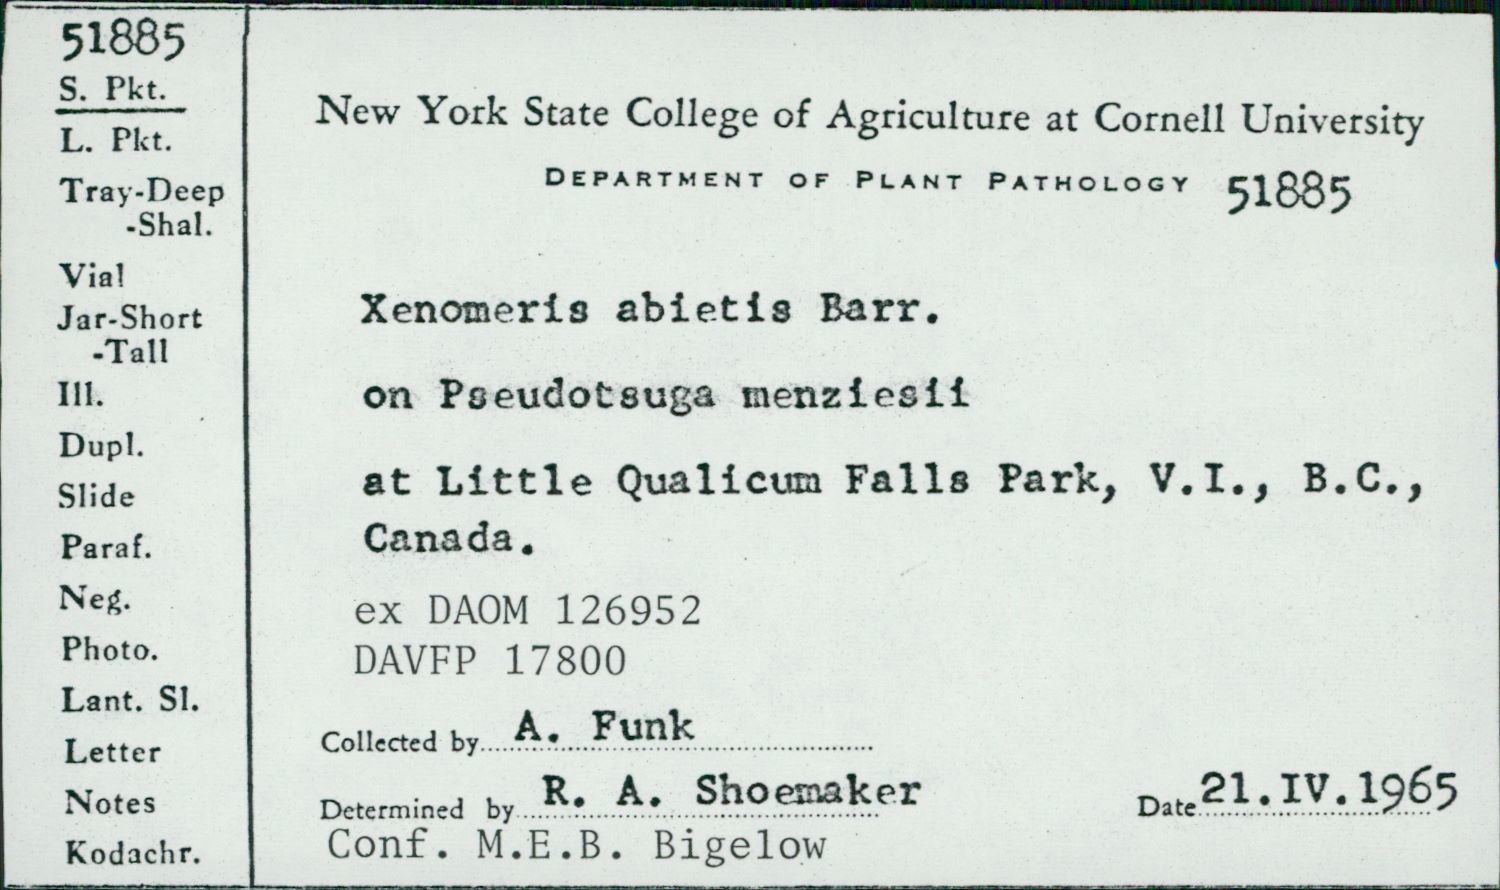 51885
S. Pkt.
L. Pkt.
Tray-Deep
-Shal.
Vial
Jar-Short
-Tall
Ill.
Dupl.
Slide
Paraf.
Neg.
Photo.
Lant. Sl.
Letter
Notes
Kodachr.
New York State College of Agriculture at Cornell University
DEPARTMENT OF PLANT PATHOLOGY 51885
Xenomeris abietis Barr.
on Pseudotsuga menziesii
at Little Qualicum Falls Park, V.I., B.C.,
Canada.
ex DAOM 126952
DAVFP 17800
Collected by A. Funk
Determined by R. A. Shoemaker Date 21.IV.1965
Conf. M.E.B. Bigelow